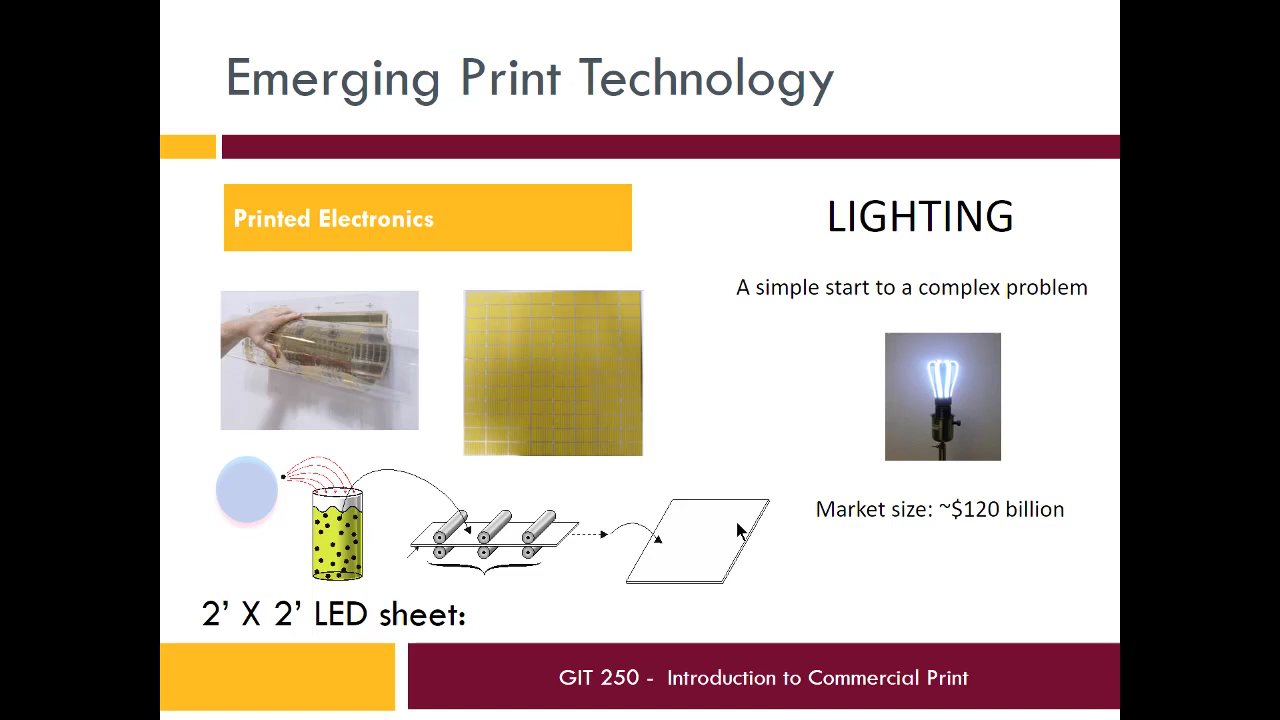 Emerging Print Technology
Printed Electronics
LIGHTING
A simple start to a complex problem
Market size: ~$120 billion
2’ X 2’ LED sheet:
GIT 250 - Introduction to Commercial Print